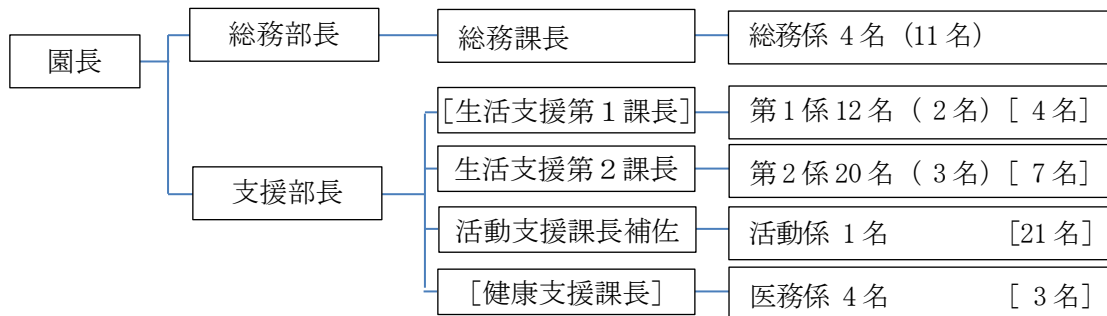 園長
総務部長
総務課長
総務係 4名 (11名)
支援部長
[生活支援第1課長]
第1係12名 ( 2名) [ 4名]
生活支援第2課長
第2係20名 ( 3名) [ 7名]
活動支援課長補佐
活動係 1名 [21名]
[健康支援課長]
医務係 4名 [ 3名]